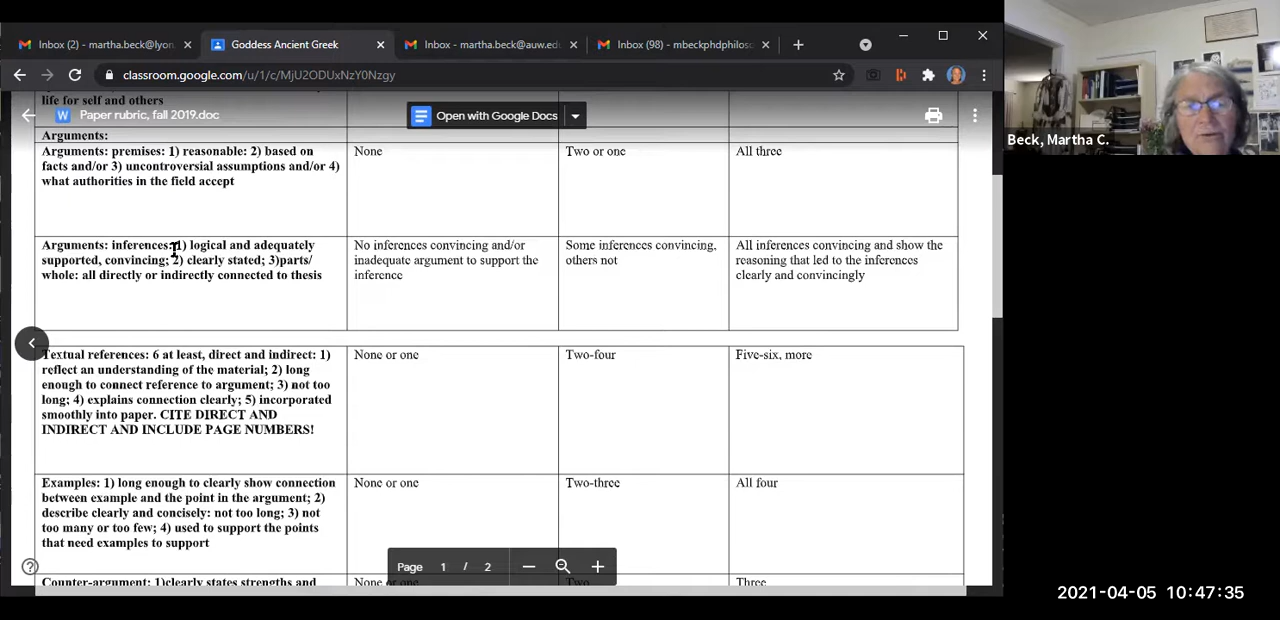 Inbox (2) - martha.beck@lyon
Goddess Ancient Greek
Inbox - martha.beck@auw.ed
Inbox (98) - mbeckphdphilos
classroom.google.com/u/1/c/MjU2ODUxNzY0Nzgy
life for self and others
Paper rubric, fall 2019.doc
Open with Google Docs
Arguments:
Arguments: premises: 1) reasonable: 2) based on
facts and/or 3) uncontroversial assumptions and/or 4)
what authorities in the field accept
None
Two or one
All three
Arguments: inferences: 1) logical and adequately
supported, convincing; 2) clearly stated; 3)parts/
whole: all directly or indirectly connected to thesis
No inferences convincing and/or
inadequate argument to support the
inference
Some inferences convincing,
others not
All inferences convincing and show the
reasoning that led to the inferences
clearly and convincingly
Textual references: 6 at least, direct and indirect: 1)
reflect an understanding of the material; 2) long
enough to connect reference to argument; 3) not too
long; 4) explains connection clearly; 5) incorporated
smoothly into paper. CITE DIRECT AND
INDIRECT AND INCLUDE PAGE NUMBERS!
None or one
Two-four
Five-six, more
Examples: 1) long enough to clearly show connection
between example and the point in the argument; 2)
describe clearly and concisely: not too long; 3) not
too many or too few; 4) used to support the points
that need examples to support
None or one
Two-three
All four
Page 1 / 2
Counter-argument: 1)clearly states strengths and
None or one
Two
Three
Beck, Martha C.
2021-04-05 10:47:35